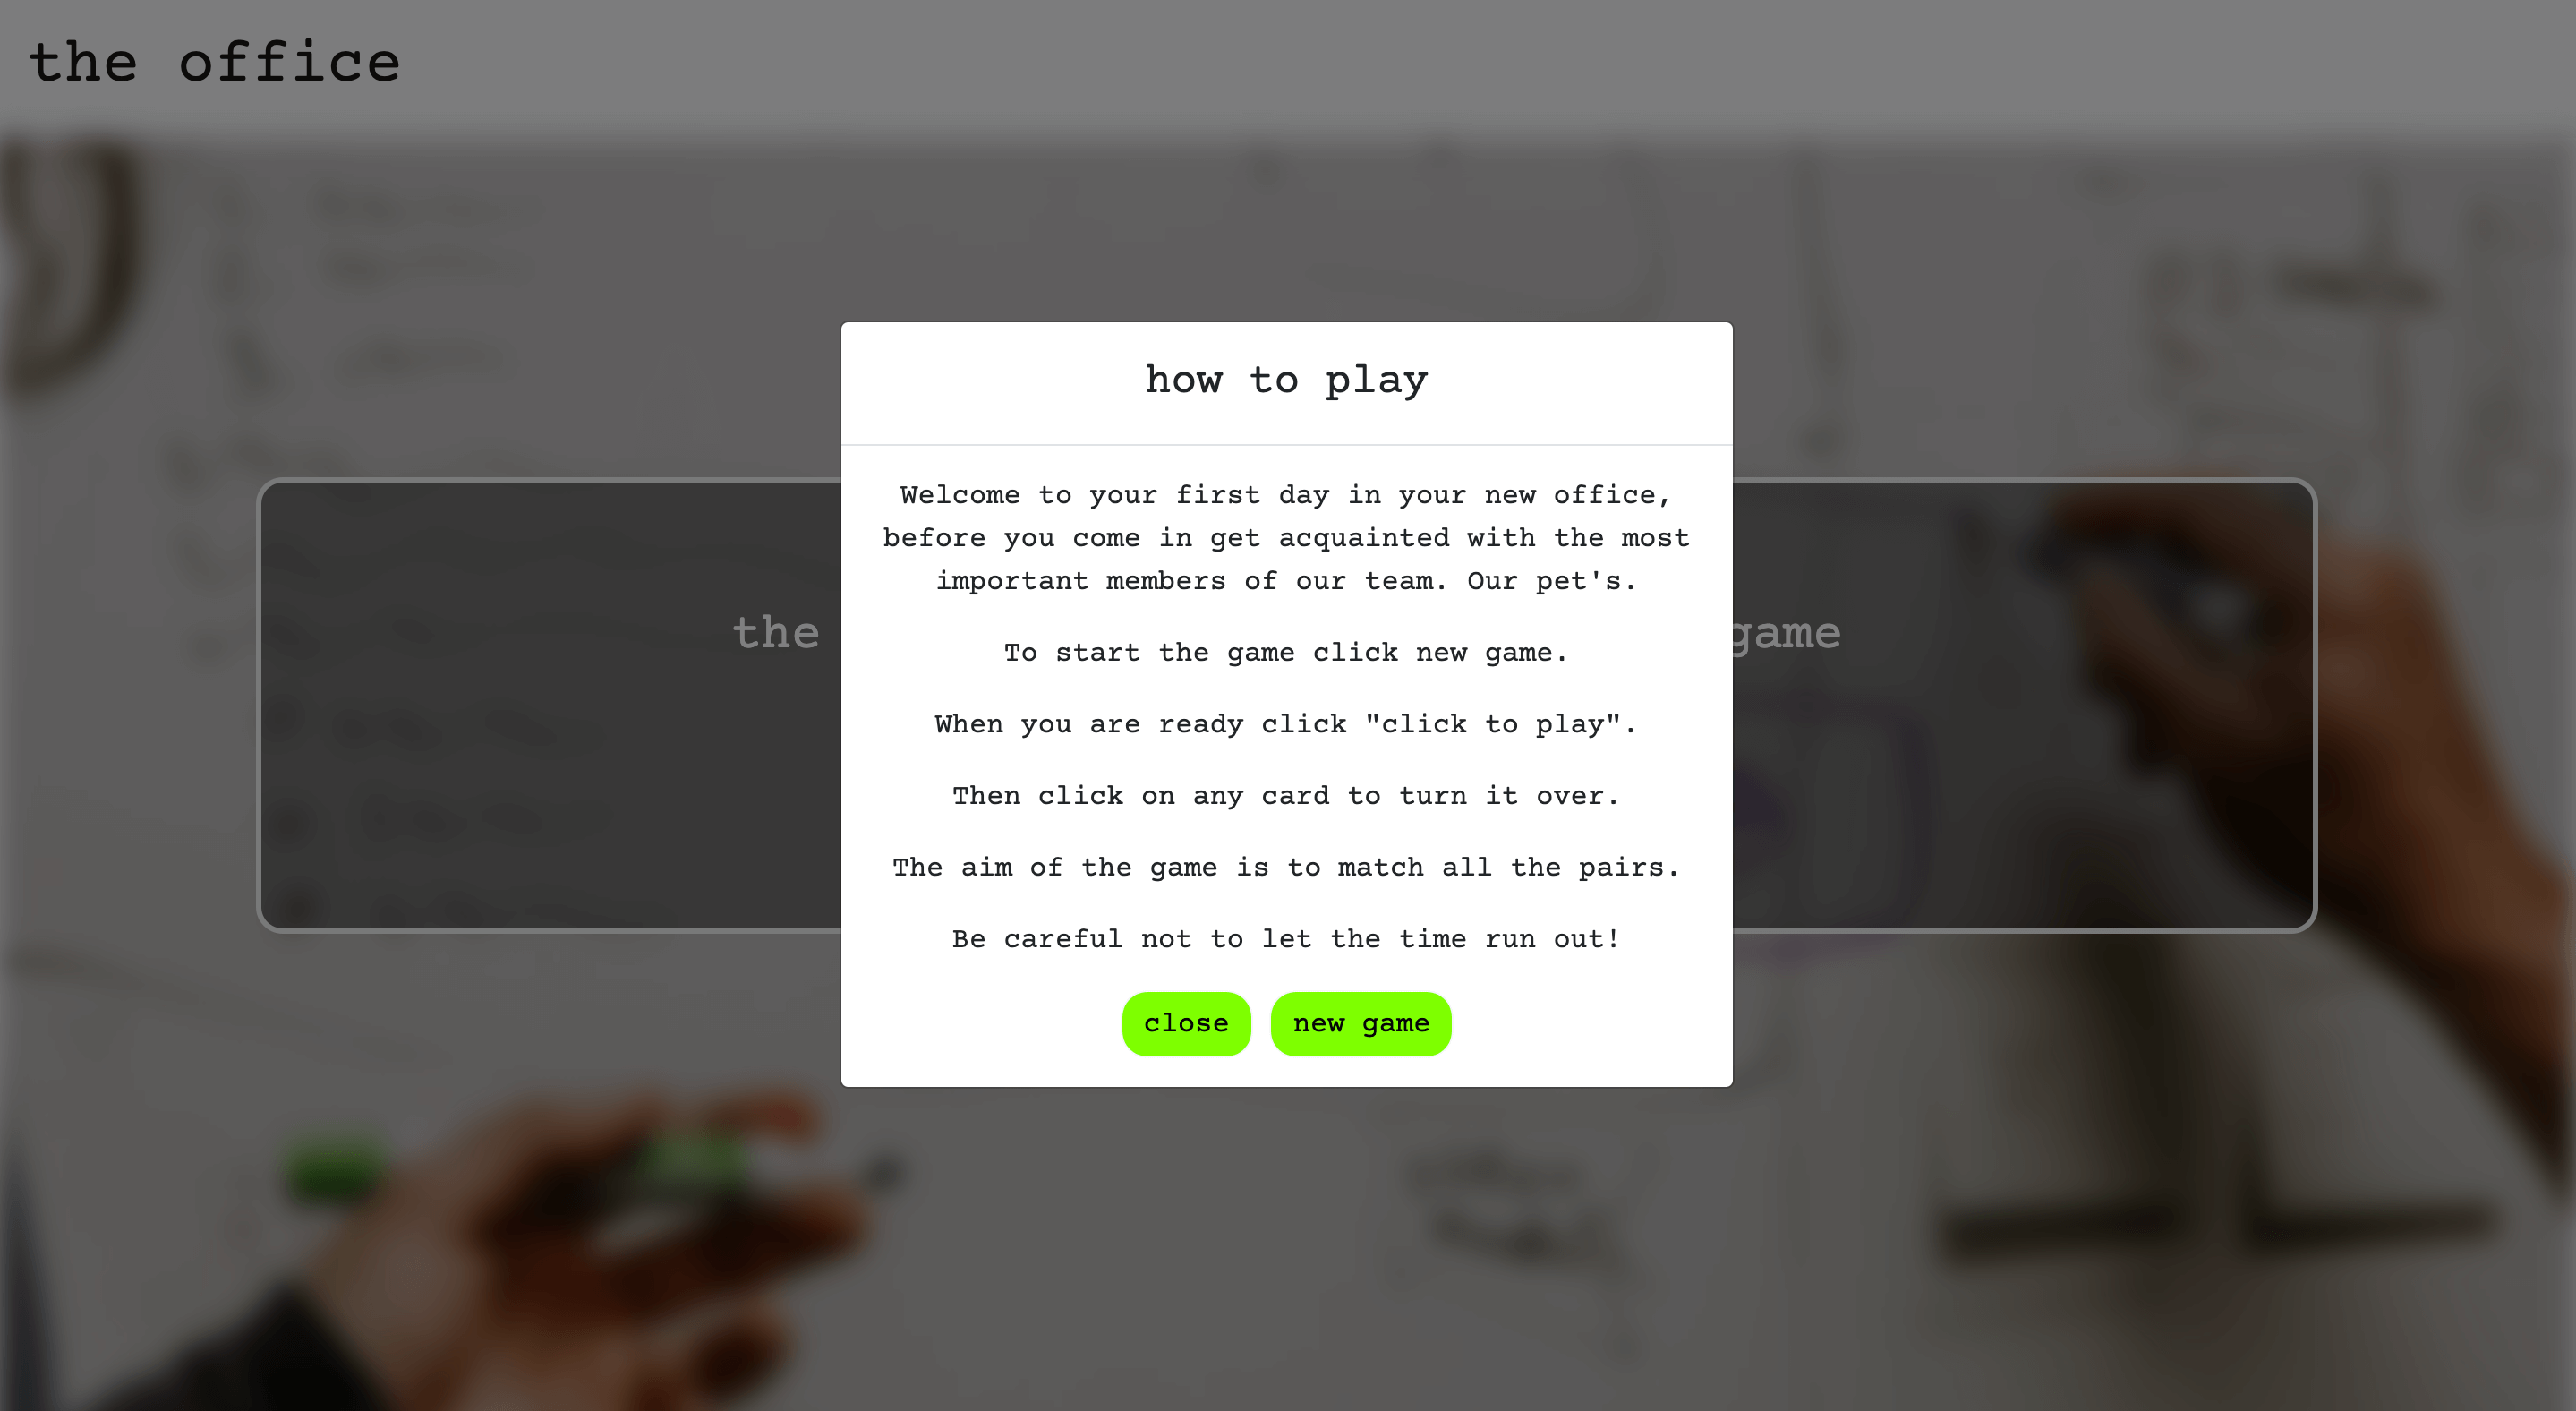 the office
how to play
Welcome to your first day in your new office,
before you come in get acquainted with the most
important members of our team. Our pet's.
the
game
To start the game click new game.
When you are ready click "click to play".
Then click on any card to turn it over.
The aim of the game is to match all the pairs.
Be careful not to let the time run out!
close
new game